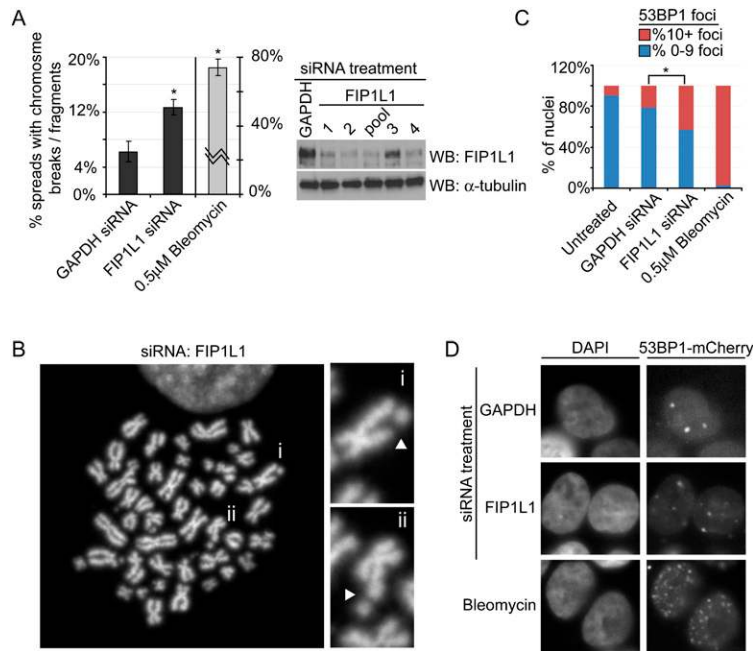 A
% spreads with chromosme
breaks / fragments
20%
12%
4%
*
*
80%
40%
0%
GAPDH siRNA
FIP1L1 siRNA
0.5µM Bleomycin
siRNA treatment
GAPDH
FIP1L1
1 2 pool 3 4
WB: FIP1L1
WB: α-tubulin
C
53BP1 foci
%10+ foci
%0-9 foci
% of nuclei
120%
80%
40%
0%
*
Untreated
GAPDH siRNA
FIP1L1 siRNA
0.5µM Bleomycin
B
siRNA: FIP1L1
i
ii
i
ii
D
DAPI 53BP1-mCherry
siRNA treatment
GAPDH
FIP1L1
Bleomycin